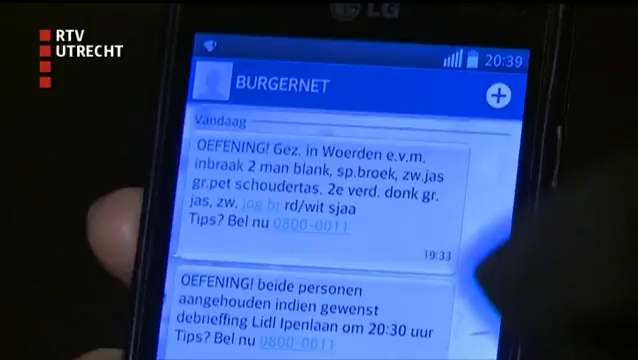 RTV
UTRECHT
LG
20:39
BURGERNET
Vandaag
OEFENING! Gez. in Woerden e.v.m.
inbraak 2 man blank, sp.broek, zw.jas
gr.pet schoudertas. 2e verd. donk gr.
jas, zw. jog.br rd/wit sjaa
Tips? Bel nu 0800-0011
19:33
OEFENING! beide personen
aangehouden indien gewenst
debrieffing Lidl Ipenlaan om 20:30 uur
Tips? Bel nu 0800-0011